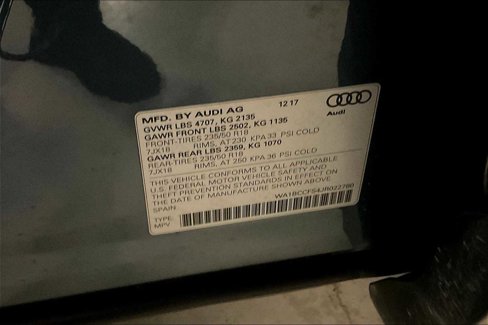 MFD. BY AUDI AG 12 17
GVWR LBS 4707, KG 2135
GAWR FRONT LBS 2502, KG 1135
FRONT-TIRES 235/50 R18
7JX18 RIMS, AT 230 KPA 33 PSI COLD
GAWR REAR LBS 2359, KG 1070
REAR-TIRES 235/50 R18
7JX18 RIMS, AT 250 KPA 36 PSI COLD
THIS VEHICLE CONFORMS TO ALL APPLICABLE
U.S. FEDERAL MOTOR VEHICLE SAFETY AND
THEFT PREVENTION STANDARDS IN EFFECT ON
THE DATE OF MANUFACTURE SHOWN ABOVE.
SPAIN
TYPE:
MPV
Audi